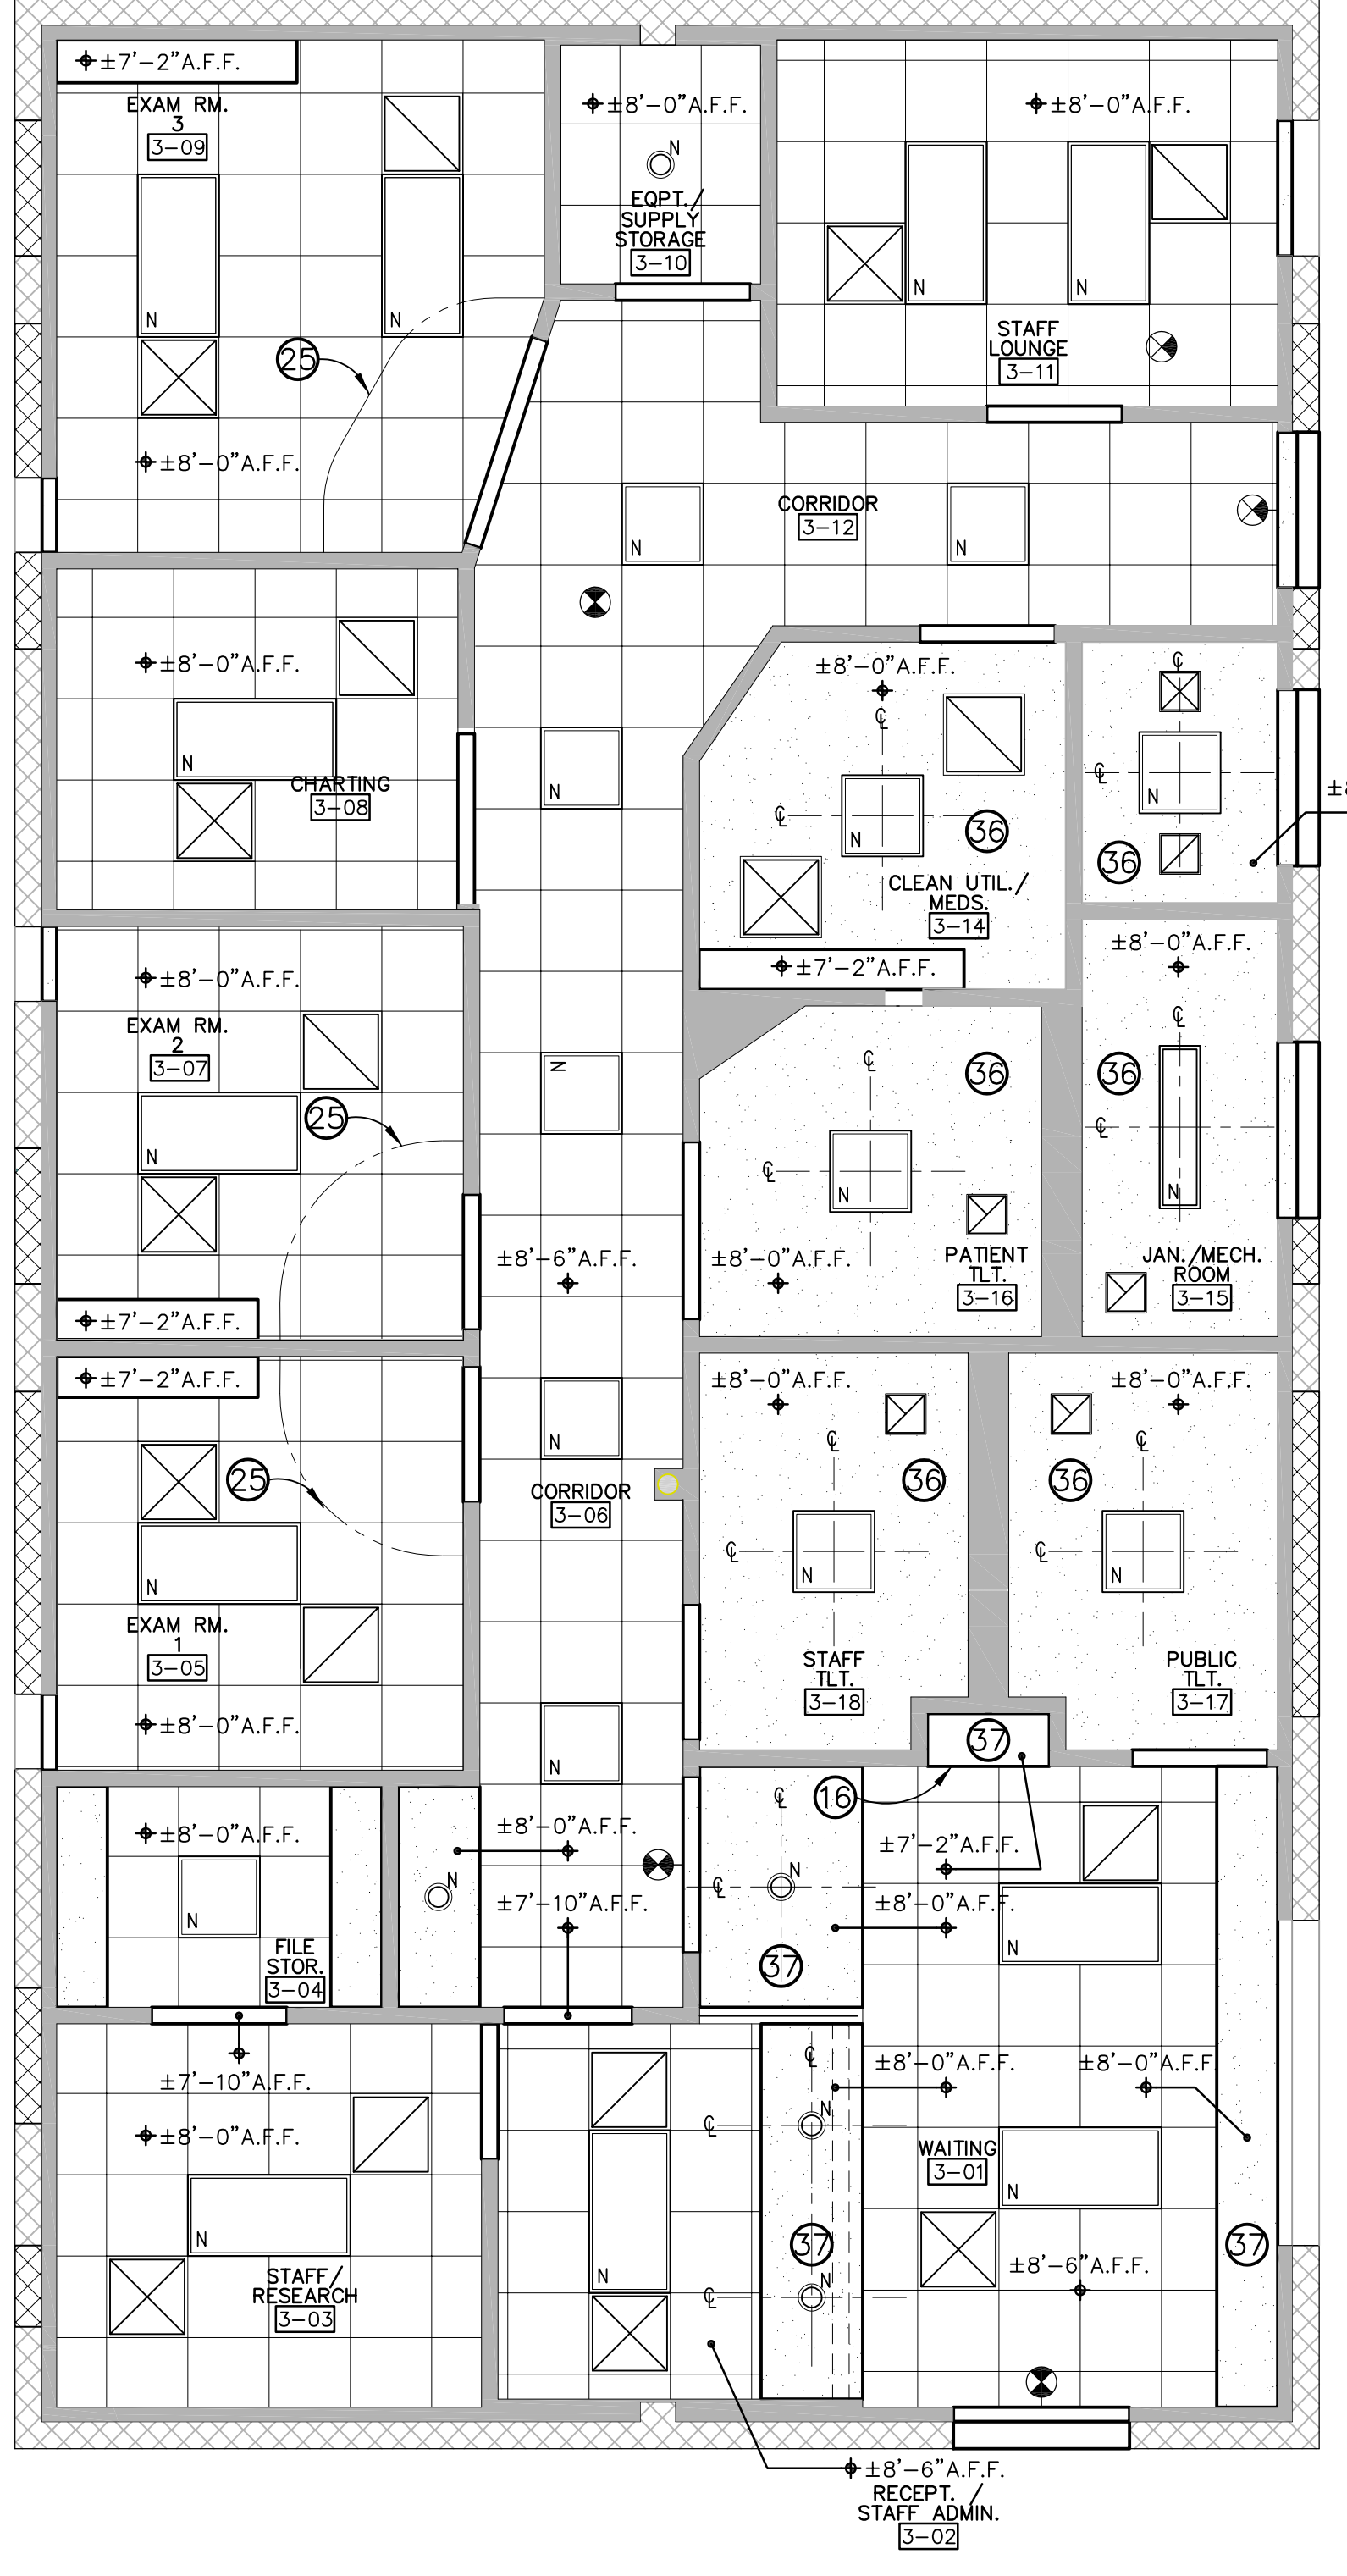 ±7'-2"A.F.F.
EXAM RM.
3
3-09
N
N
25
±8'-0"A.F.F.
±8'-0"A.F.F.
N
EQPT./
SUPPLY
STORAGE
3-10
±8'-0"A.F.F.
N
N
STAFF
LOUNGE
3-11
CORRIDOR
3-12
N
N
±8'-0"A.F.F.
N
CHARTING
3-08
N
±8'-0"A.F.F.
℄
℄
N
36
CLEAN UTIL./
MEDS.
3-14
±7'-2"A.F.F.
℄
℄
N
36
±8
±8'-0"A.F.F.
EXAM RM.
2
3-07
25
N
±7'-2"A.F.F.
N
±8'-6"A.F.F.
℄
36
℄
N
±8'-0"A.F.F.
PATIENT
TLT.
3-16
±8'-0"A.F.F.
℄
36
℄
N
JAN./MECH.
ROOM
3-15
±7'-2"A.F.F.
25
N
EXAM RM.
1
3-05
±8'-0"A.F.F.
N
CORRIDOR
3-06
N
±8'-0"A.F.F.
℄
36
℄
N
STAFF
TLT.
3-18
±8'-0"A.F.F.
℄
36
℄
N
PUBLIC
TLT.
3-17
37
16
±8'-0"A.F.F.
N
FILE
STOR.
3-04
N
±8'-0"A.F.F.
±7'-10"A.F.F.
℄
℄
N
37
±7'-2"A.F.F.
±8'-0"A.F.F.
N
±7'-10"A.F.F.
±8'-0"A.F.F.
N
STAFF/
RESEARCH
3-03
N
℄
℄
N
37
℄
N
±8'-0"A.F.F.
±8'-0"A.F.F.
WAITING
3-01
N
37
±8'-6"A.F.F.
±8'-6"A.F.F.
RECEPT. /
STAFF ADMIN.
3-02